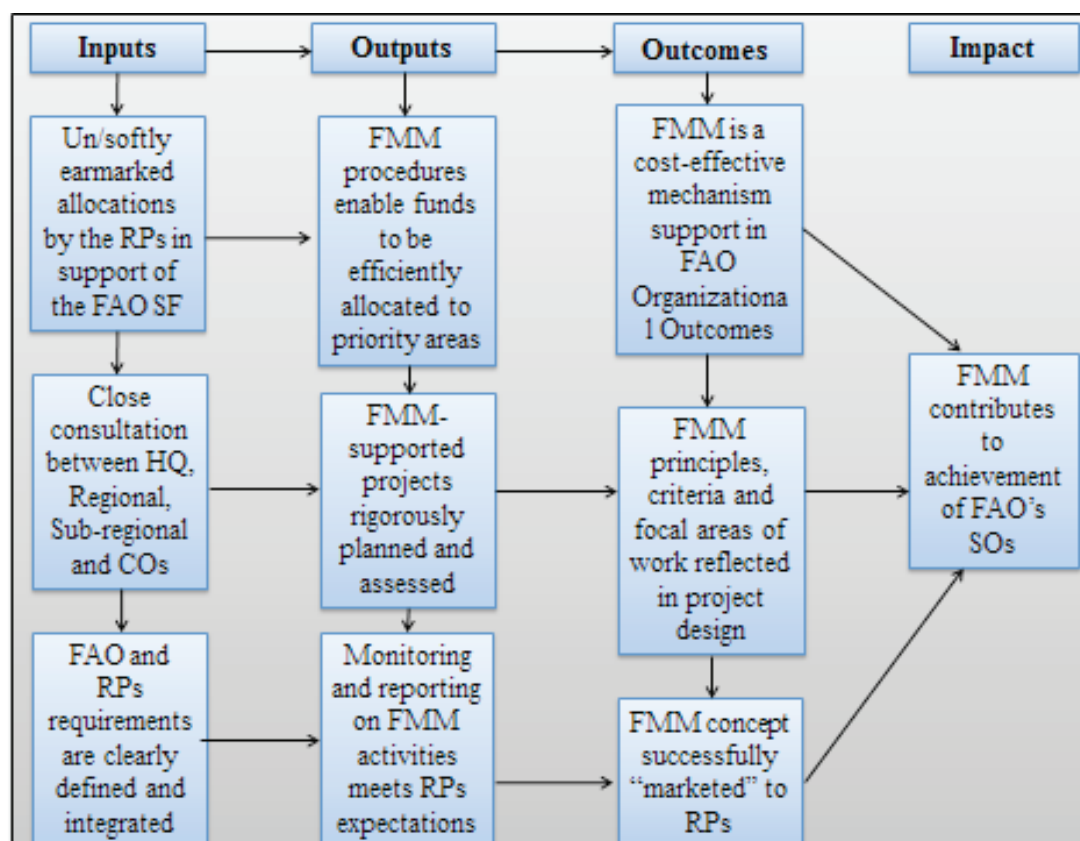 Inputs
Outputs
Outcomes
Impact
Un/softly
earmarked
allocations
by the RPs in
support of
the FAO SF
FMM
procedures
enable funds
to be
efficiently
allocated to
priority areas
FMM is a
cost-effective
mechanism
support in
FAO
Organizationa
l Outcomes
Close
consultation
between HQ,
Regional,
Sub-regional
and COs
FMM-
supported
projects
rigorously
planned and
assessed
FMM
principles,
criteria and
focal areas of
work reflected
in project
design
FMM
contributes
to
achievement
of FAO’s
SOs
FAO and
RPs
requirements
are clearly
defined and
integrated
Monitoring
and reporting
on FMM
activities
meets RPs
expectations
FMM concept
successfully
“marketed” to
RPs